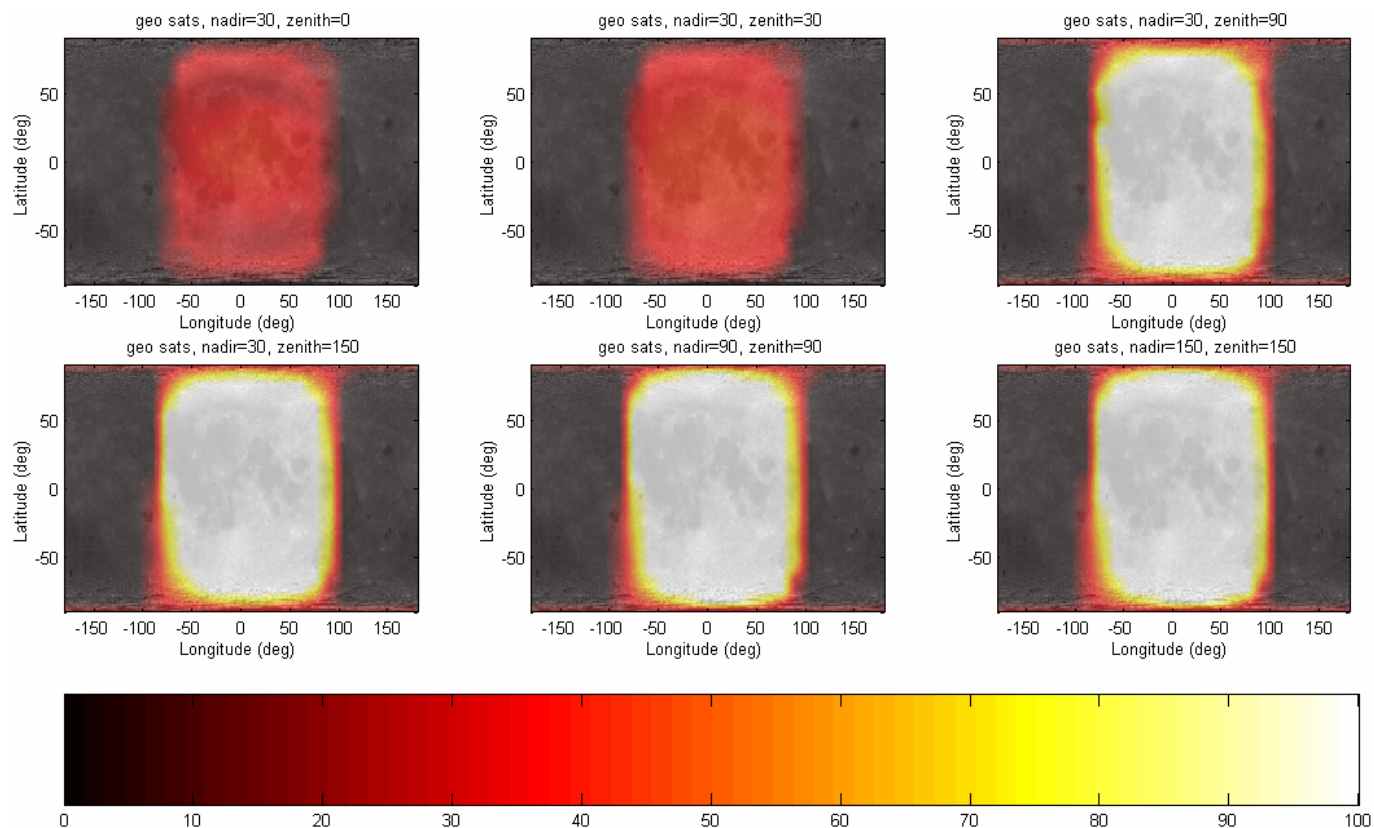 geo sats, nadir=30, zenith=0
50
0
-50
Latitude (deg)
-150 -100 -50 0 50 100 150
Longitude (deg)
geo sats, nadir=30, zenith=30
50
0
-50
Latitude (deg)
-150 -100 -50 0 50 100 150
Longitude (deg)
geo sats, nadir=30, zenith=90
50
0
-50
Latitude (deg)
-150 -100 -50 0 50 100 150
Longitude (deg)
geo sats, nadir=30, zenith=150
50
0
-50
Latitude (deg)
-150 -100 -50 0 50 100 150
Longitude (deg)
geo sats, nadir=90, zenith=90
50
0
-50
Latitude (deg)
-150 -100 -50 0 50 100 150
Longitude (deg)
geo sats, nadir=150, zenith=150
50
0
-50
Latitude (deg)
-150 -100 -50 0 50 100 150
Longitude (deg)
0 10 20 30 40 50 60 70 80 90 100